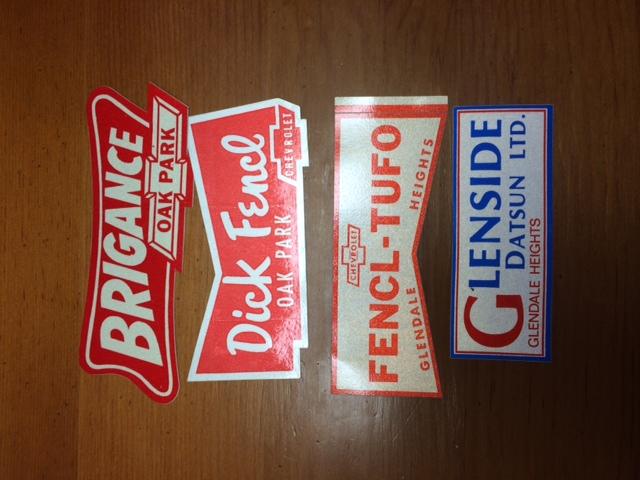 BRIGANCE
OAK PARK
Dick Fencl
OAK PARK
CHEVROLET
CHEVROLET
FENCL-TUFO
GLENDALE HEIGHTS
GLENSIDE
DATSUN LTD.
GLENDALE HEIGHTS